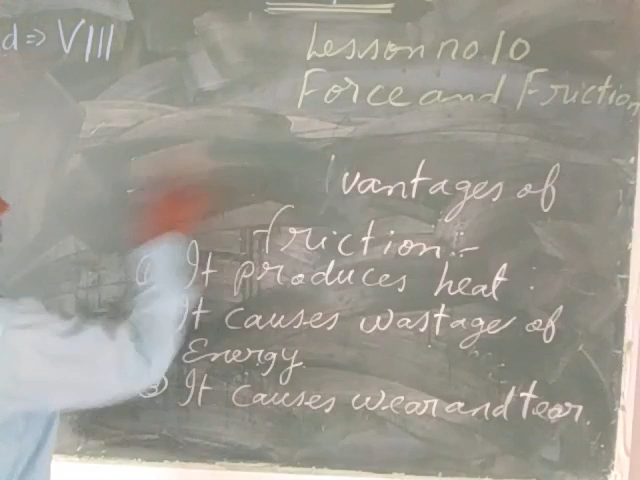 d => VIII
Lesson no. 10
Force and Friction
vantages of
friction:-
① It produces heat.
It causes wastage of
Energy.
③ It causes wear and tear.